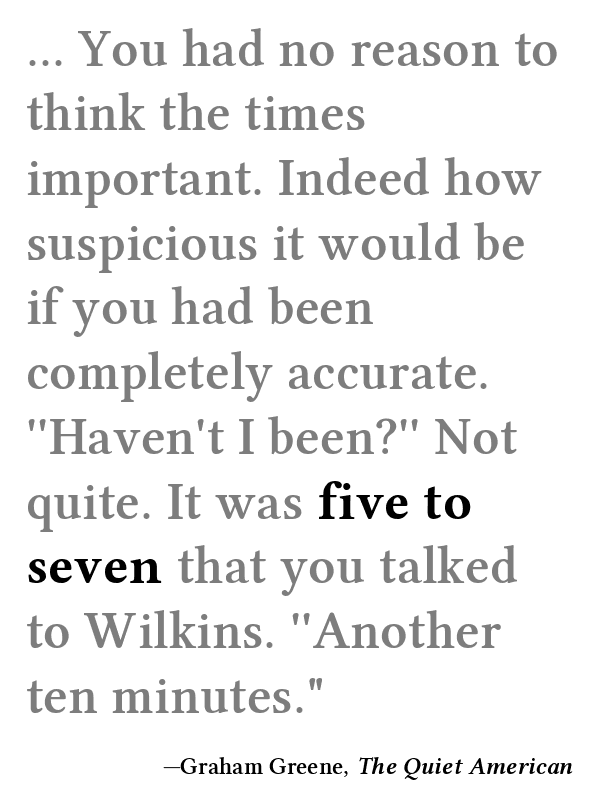 ... You had no reason to
think the times
important. Indeed how
suspicious it would be
if you had been
completely accurate.
''Haven't I been?'' Not
quite. It was five to
seven that you talked
to Wilkins. ''Another
ten minutes."
—Graham Greene, The Quiet American